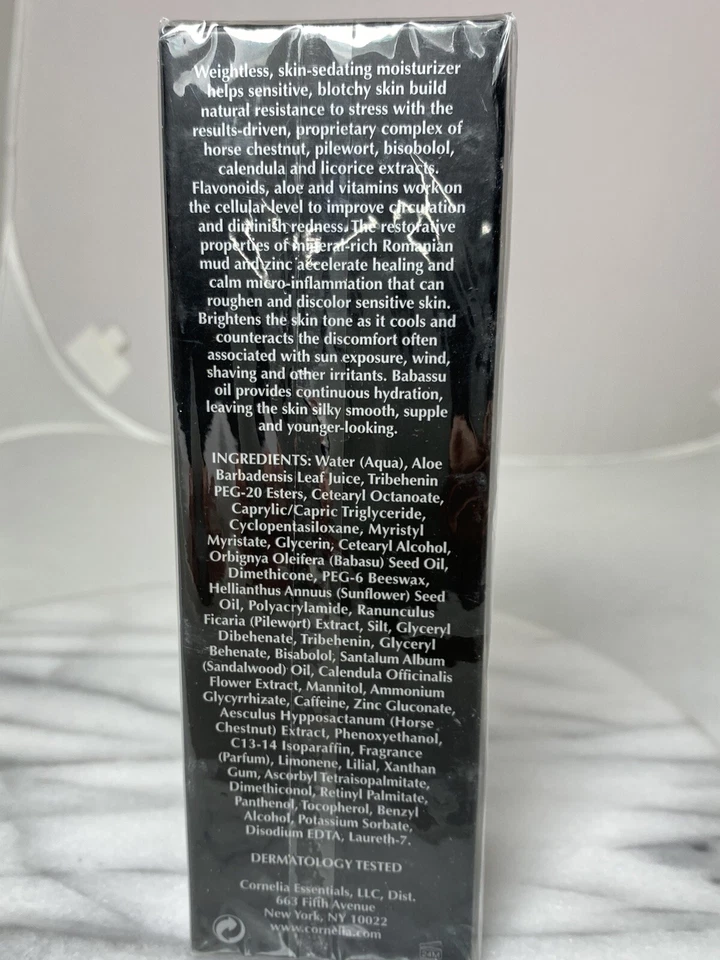 Weightless, skin-sedating moisturizer
helps sensitive, blotchy skin build
natural resistance to stress with the
results-driven, proprietary complex of
horse chestnut, pilewort, bisobolol,
calendula and licorice extracts.
Flavonoids, aloe and vitamins work on
the cellular level to improve circulation
and diminish redness. The restorative
properties of mineral-rich Romanian
mud and zinc accelerate healing and
calm micro-inflammation that can
roughen and discolor sensitive skin.
Brightens the skin tone as it cools and
counteracts the discomfort often
associated with sun exposure, wind,
shaving and other irritants. Babassu
oil provides continuous hydration,
leaving the skin silky smooth, supple
and younger-looking.
INGREDIENTS: Water (Aqua), Aloe
Barbadensis Leaf Juice, Tribehenin
PEG-20 Esters, Cetearyl Octanoate,
Caprylic/Capric Triglyceride,
Cyclopentasiloxane, Myristyl
Myristate, Glycerin, Cetearyl Alcohol,
Orbignya Oleifera (Babasu) Seed Oil,
Dimethicone, PEG-6 Beeswax,
Hellianthus Annuus (Sunflower) Seed
Oil, Polyacrylamide, Ranunculus
Ficaria (Pilewort) Extract, Silt, Glyceryl
Dibehenate, Tribehenin, Glyceryl
Behenate, Bisabolol, Santalum Album
(Sandalwood) Oil, Calendula Officinalis
Flower Extract, Mannitol, Ammonium
Glycyrrhizate, Caffeine, Zinc Gluconate,
Aesculus Hypposactanum (Horse
Chestnut) Extract, Phenoxyethanol,
C13-14 Isoparaffin, Fragrance
(Parfum), Limonene, Lilial, Xanthan
Gum, Ascorbyl Tetraisopalmitate,
Dimethiconol, Retinyl Palmitate,
Panthenol, Tocopherol, Benzyl
Alcohol, Potassium Sorbate,
Disodium EDTA, Laureth-7.
DERMATOLOGY TESTED
Cornelia Essentials, LLC, Dist.
663 Fifth Avenue
New York, NY 10022
www.cornelia.com
24M